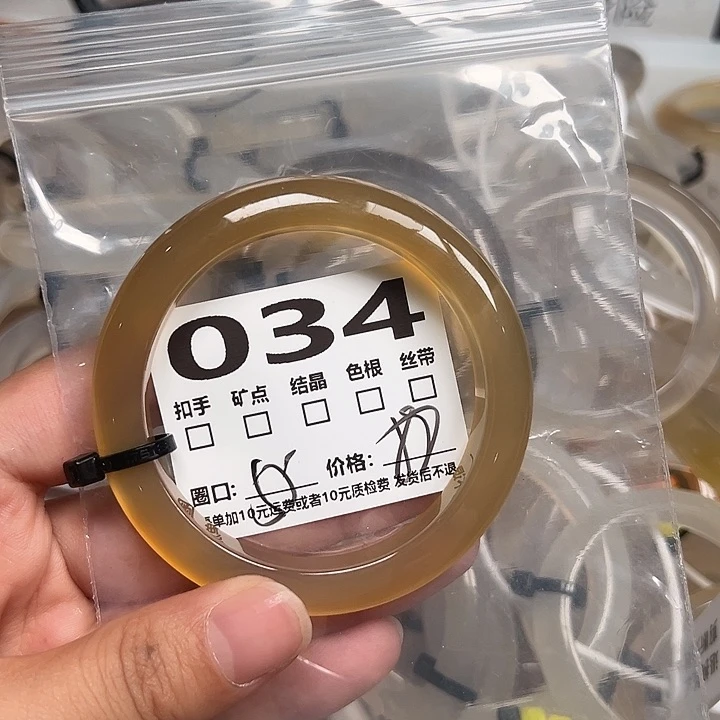 034
扣手 矿点 结晶 色根 丝带
圈口: 价格:
单加10元运费或者10元质检费 发货后不退